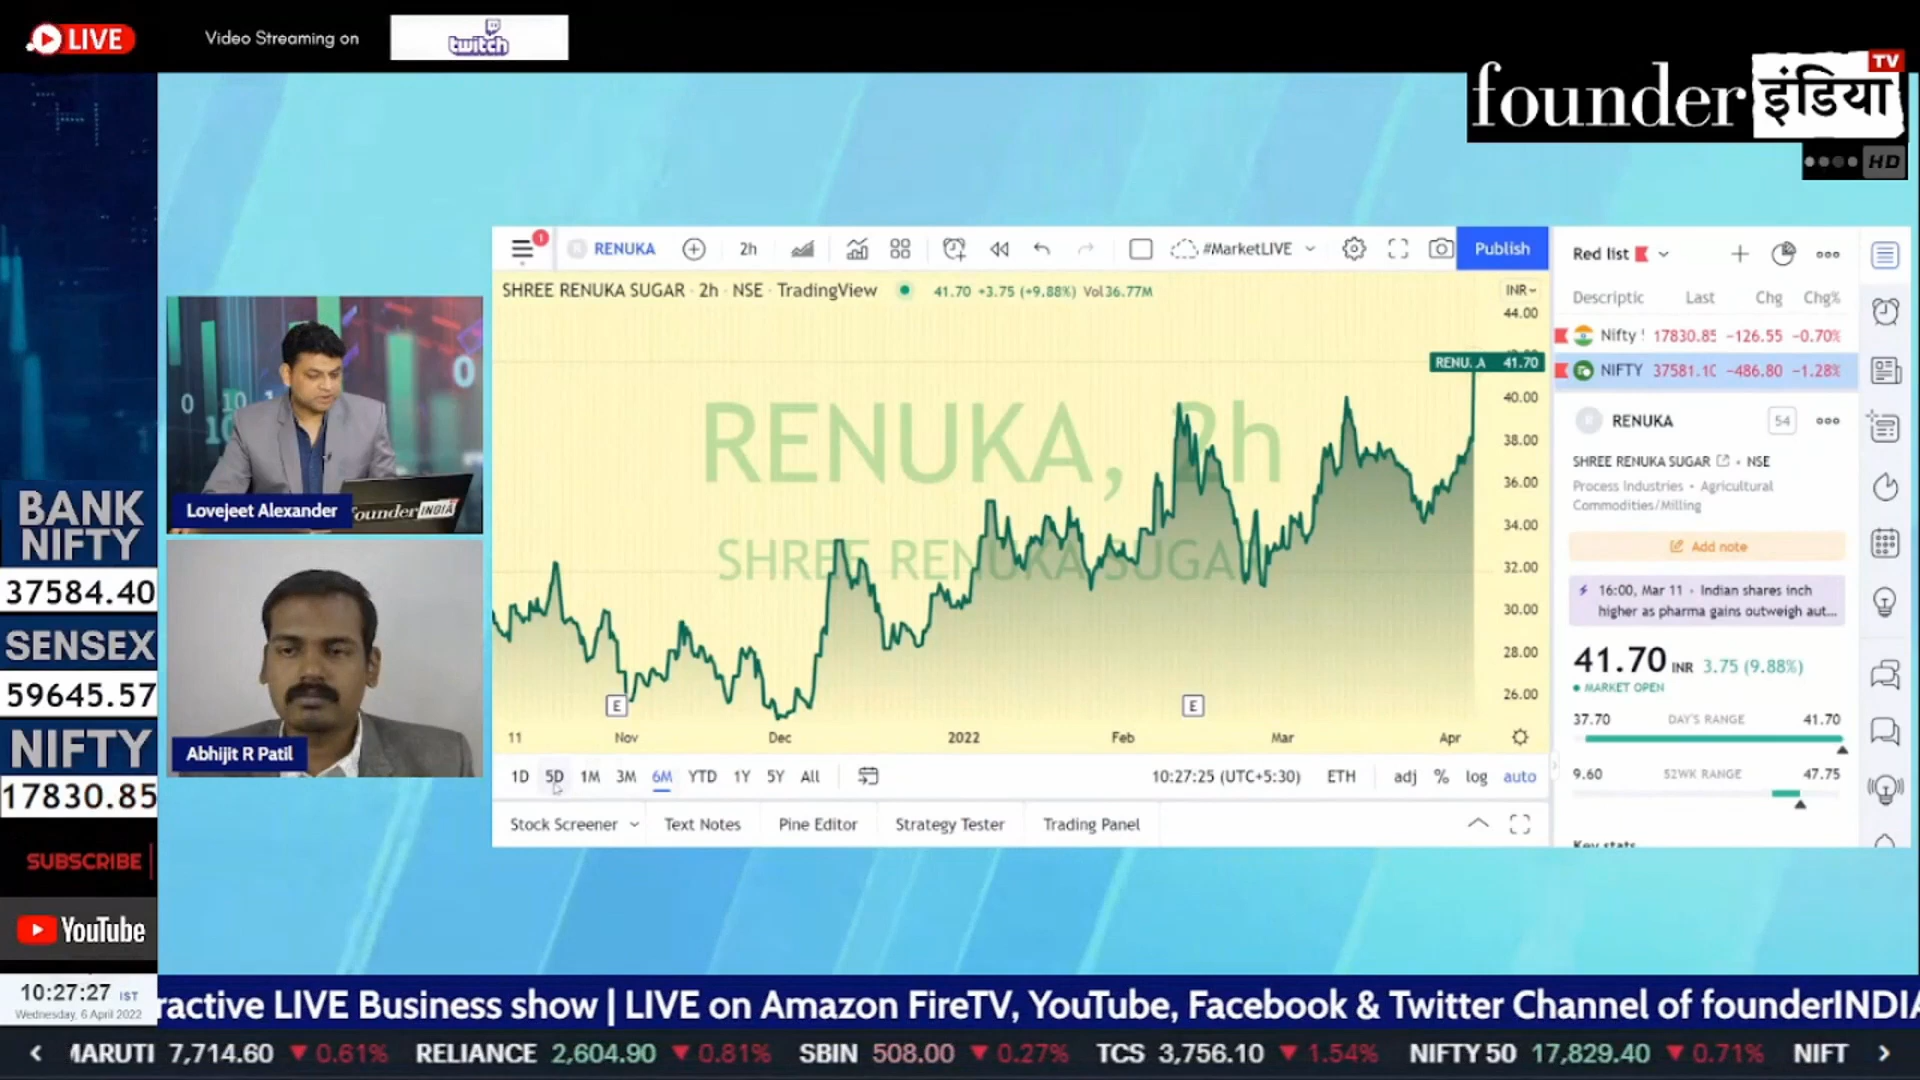 LIVE
Video Streaming on
twitch
founder इंडिया TV
HD
RENUKA
2h
#MarketLIVE
Publish
SHREE RENUKA SUGAR · 2h · NSE · TradingView
41.70 +3.75 (+9.88%) Vol36.77M
INR
44.00
RENU. A 41.70
40.00
38.00
36.00
34.00
32.00
30.00
28.00
26.00
RENUKA, 2h
SHREE RENUKA SUGA
E
E
11 Nov Dec 2022 Feb Mar Apr
1D 5D 1M 3M 6M YTD 1Y 5Y All
10:27:25 (UTC+5:30) ETH adj % log auto
Stock Screener Text Notes Pine Editor Strategy Tester Trading Panel
Red list
Descriptic Last Chg Chg%
Nifty 17830.85 −126.55 −0.70%
NIFTY 37581.10 −486.80 −1.28%
RENUKA 54
SHREE RENUKA SUGAR · NSE
Process Industries · Agricultural
Commodities/Milling
Add note
16:00, Mar 11 · Indian shares inch
higher as pharma gains outweigh aut...
41.70 INR 3.75 (9.88%)
MARKET OPEN
37.70 DAY'S RANGE 41.70
9.60 52WK RANGE 47.75
Key stats
Lovejeet Alexander
founder INDIA
Abhijit R Patil
BANK
NIFTY
37584.40
SENSEX
59645.57
NIFTY
17830.85
SUBSCRIBE
YouTube
10:27:27 IST
Wednesday, 6 April 2022
ractive LIVE Business show | LIVE on Amazon FireTV, YouTube, Facebook & Twitter Channel of founderINDIA
MARUTI 7,714.60 ▼ 0.61% RELIANCE 2,604.90 ▼ 0.81% SBIN 508.00 ▼ 0.27% TCS 3,756.10 ▼ 1.54% NIFTY 50 17,829.40 ▼ 0.71% NIFT